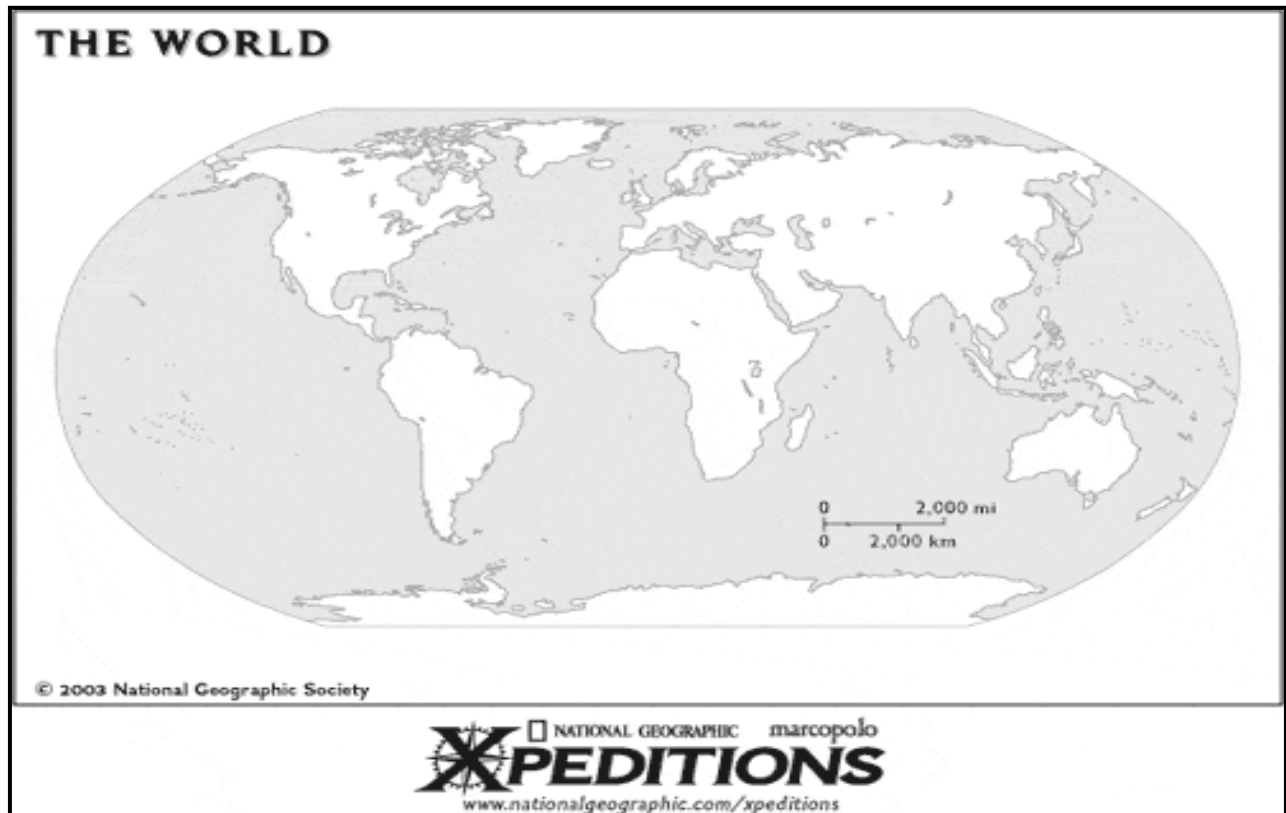 THE WORLD
0 2,000 mi
0 2,000 km
© 2003 National Geographic Society
NATIONAL GEOGRAPHIC marcopolo
XPEDITIONS
www.nationalgeographic.com/xpeditions